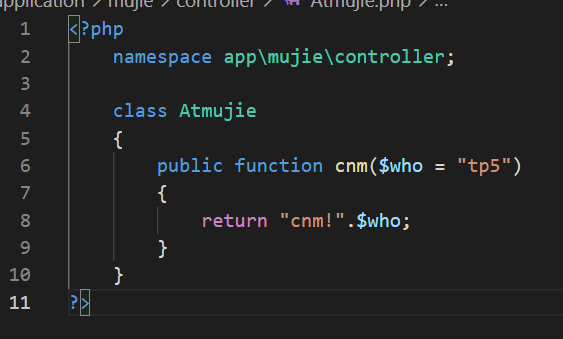 application > mujie > controller > Atmujie.php > ...
1 <?php
2 namespace app\mujie\controller;
3
4 class Atmujie
5 {
6 public function cnm($who = "tp5")
7 {
8 return "cnm!".$who;
9 }
10 }
11 ?>